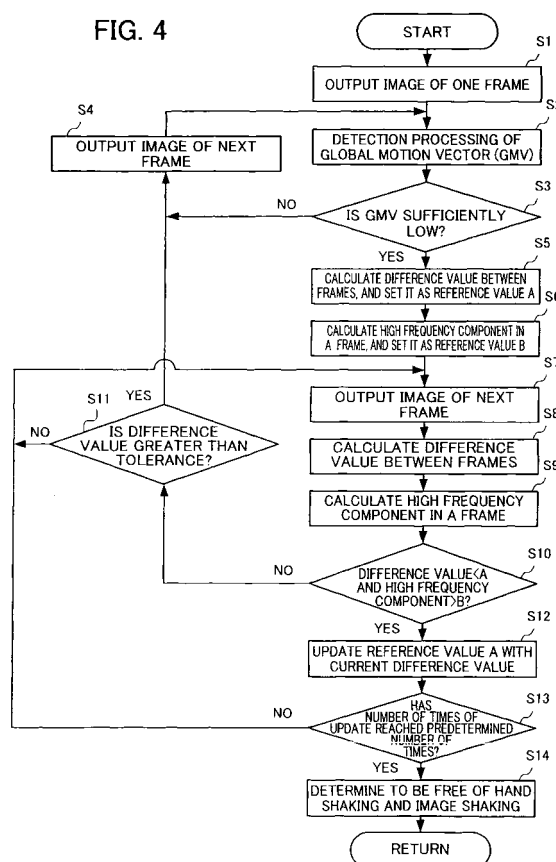 FIG. 4
START
S1
OUTPUT IMAGE OF ONE FRAME
S2
DETECTION PROCESSING OF
GLOBAL MOTION VECTOR (GMV)
S4
OUTPUT IMAGE OF NEXT
FRAME
S3
IS GMV SUFFICIENTLY
LOW?
NO
YES
S5
CALCULATE DIFFERENCE VALUE BETWEEN
FRAMES, AND SET IT AS REFERENCE VALUE A
S6
CALCULATE HIGH FREQUENCY COMPONENT IN
A FRAME, AND SET IT AS REFERENCE VALUE B
S7
OUTPUT IMAGE OF NEXT
FRAME
S8
CALCULATE DIFFERENCE
VALUE BETWEEN FRAMES
S9
CALCULATE HIGH FREQUENCY
COMPONENT IN A FRAME
S10
DIFFERENCE VALUE<A
AND HIGH FREQUENCY
COMPONENT>B?
NO
YES
S11
YES
NO
IS DIFFERENCE
VALUE GREATER THAN
TOLERANCE?
S12
UPDATE REFERENCE VALUE A WITH
CURRENT DIFFERENCE VALUE
S13
HAS
NUMBER OF TIMES OF
UPDATE REACHED PREDETERMINED
NUMBER OF
TIMES?
NO
YES
S14
DETERMINE TO BE FREE OF HAND
SHAKING AND IMAGE SHAKING
RETURN